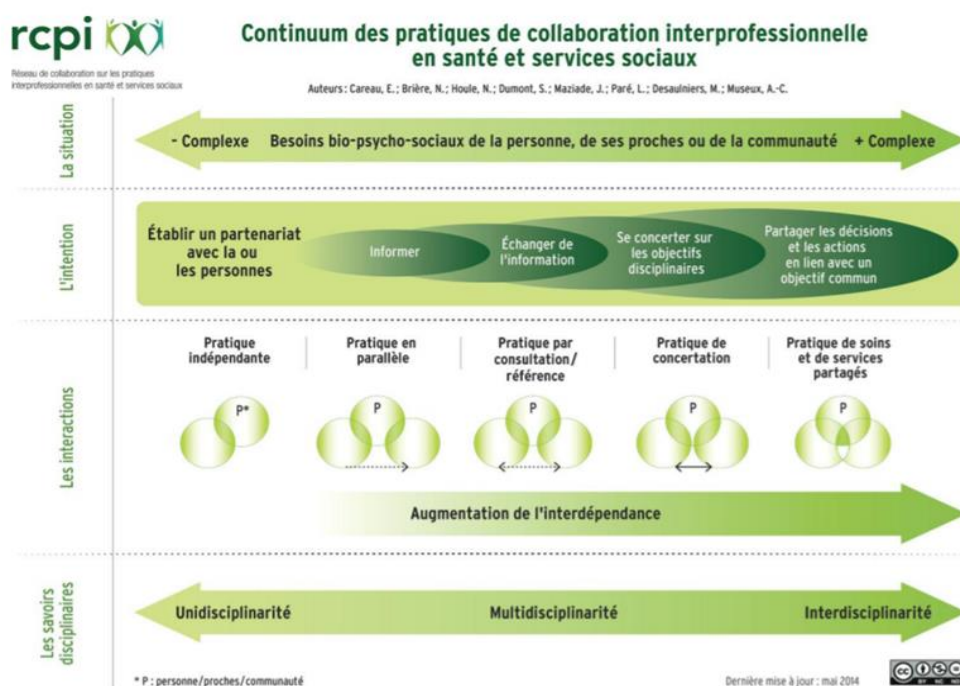 rcpi
Réseau de collaboration sur les pratiques
interprofessionnelles en santé et services sociaux
Continuum des pratiques de collaboration interprofessionnelle
en santé et services sociaux
Auteurs : Careau, E.; Brière, N.; Houle, N.; Dumont, S.; Maziade, J.; Paré, L.; Desaulniers, M.; Museux, A.-C.
La situation
- Complexe
Besoins bio-psycho-sociaux de la personne, de ses proches ou de la communauté
+ Complexe
L'intention
Établir un partenariat
avec la ou
les personnes
Informer
Échanger de
l'information
Se concerter sur
les objectifs
disciplinaires
Partager les décisions
et les actions
en lien avec un
objectif commun
Les interactions
Pratique
indépendante
Pratique en
parallèle
Pratique par
consultation/
référence
Pratique de
concertation
Pratique de soins
et de services
partagés
P*
P
P
P
P
Augmentation de l'interdépendance
Les savoirs
disciplinaires
Unidisciplinarité
Multidisciplinarité
Interdisciplinarité
* P : personne/proches/communauté
Dernière mise à jour : mai 2014
cc
BY NC ND